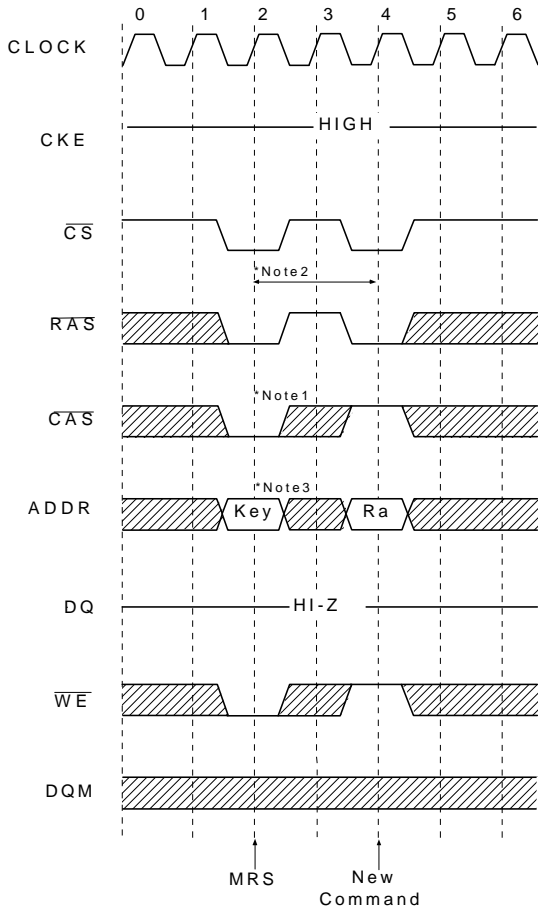 0 1 2 3 4 5 6
CLOCK
HIGH
CKE
CS
*Note2
RAS
*Note1
CAS
*Note3
ADDR
Key
Ra
DQ
HI-Z
WE
DQM
MRS
New
Command